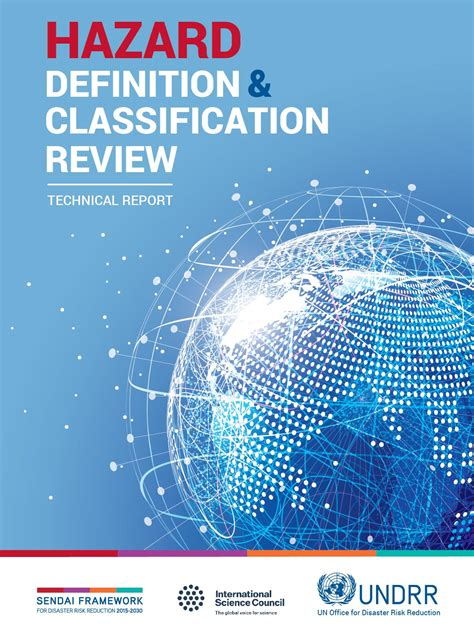 HAZARD
DEFINITION &
CLASSIFICATION
REVIEW
TECHNICAL REPORT
SENDAI FRAMEWORK
FOR DISASTER RISK REDUCTION 2015-2030
International
Science Council
The global voice for science
UNDRR
UN Office for Disaster Risk Reduction